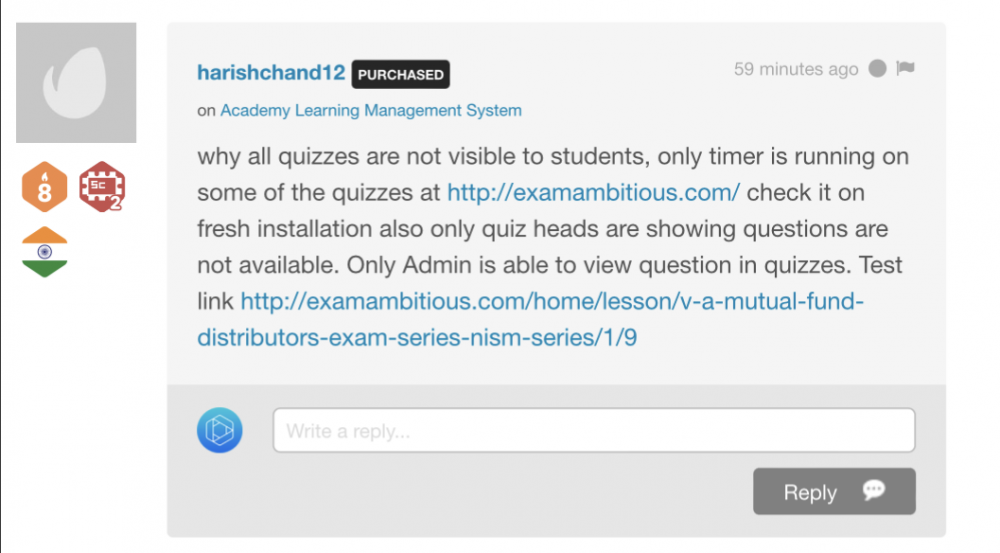 harishchand12 PURCHASED 59 minutes ago
on Academy Learning Management System
why all quizzes are not visible to students, only timer is running on
some of the quizzes at http://examambitious.com/ check it on
fresh installation also only quiz heads are showing questions are
not available. Only Admin is able to view question in quizzes. Test
link http://examambitious.com/home/lesson/v-a-mutual-fund-
distributors-exam-series-nism-series/1/9
8
SC
2
Write a reply...
Reply